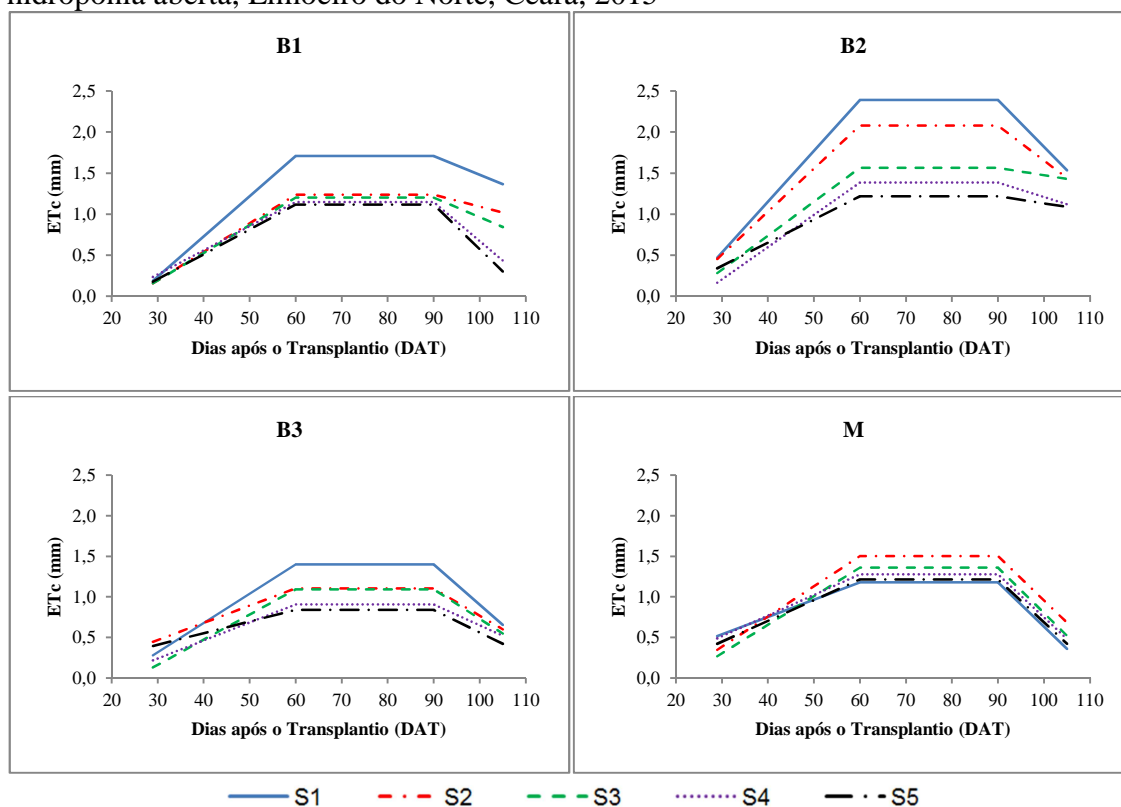 hidroponia aberta, Limoeiro do Norte, Ceará, 2015
B1
ETc (mm)
2,5
2,0
1,5
1,0
0,5
0,0
20 30 40 50 60 70 80 90 100 110
Dias após o Transplantio (DAT)
B2
ETc (mm)
2,5
2,0
1,5
1,0
0,5
0,0
20 30 40 50 60 70 80 90 100 110
Dias após o Transplantio (DAT)
B3
ETc (mm)
2,5
2,0
1,5
1,0
0,5
0,0
20 30 40 50 60 70 80 90 100 110
Dias após o Transplantio (DAT)
M
ETc (mm)
2,5
2,0
1,5
1,0
0,5
0,0
20 30 40 50 60 70 80 90 100 110
Dias após o Transplantio (DAT)
S1 S2 S3 S4 S5